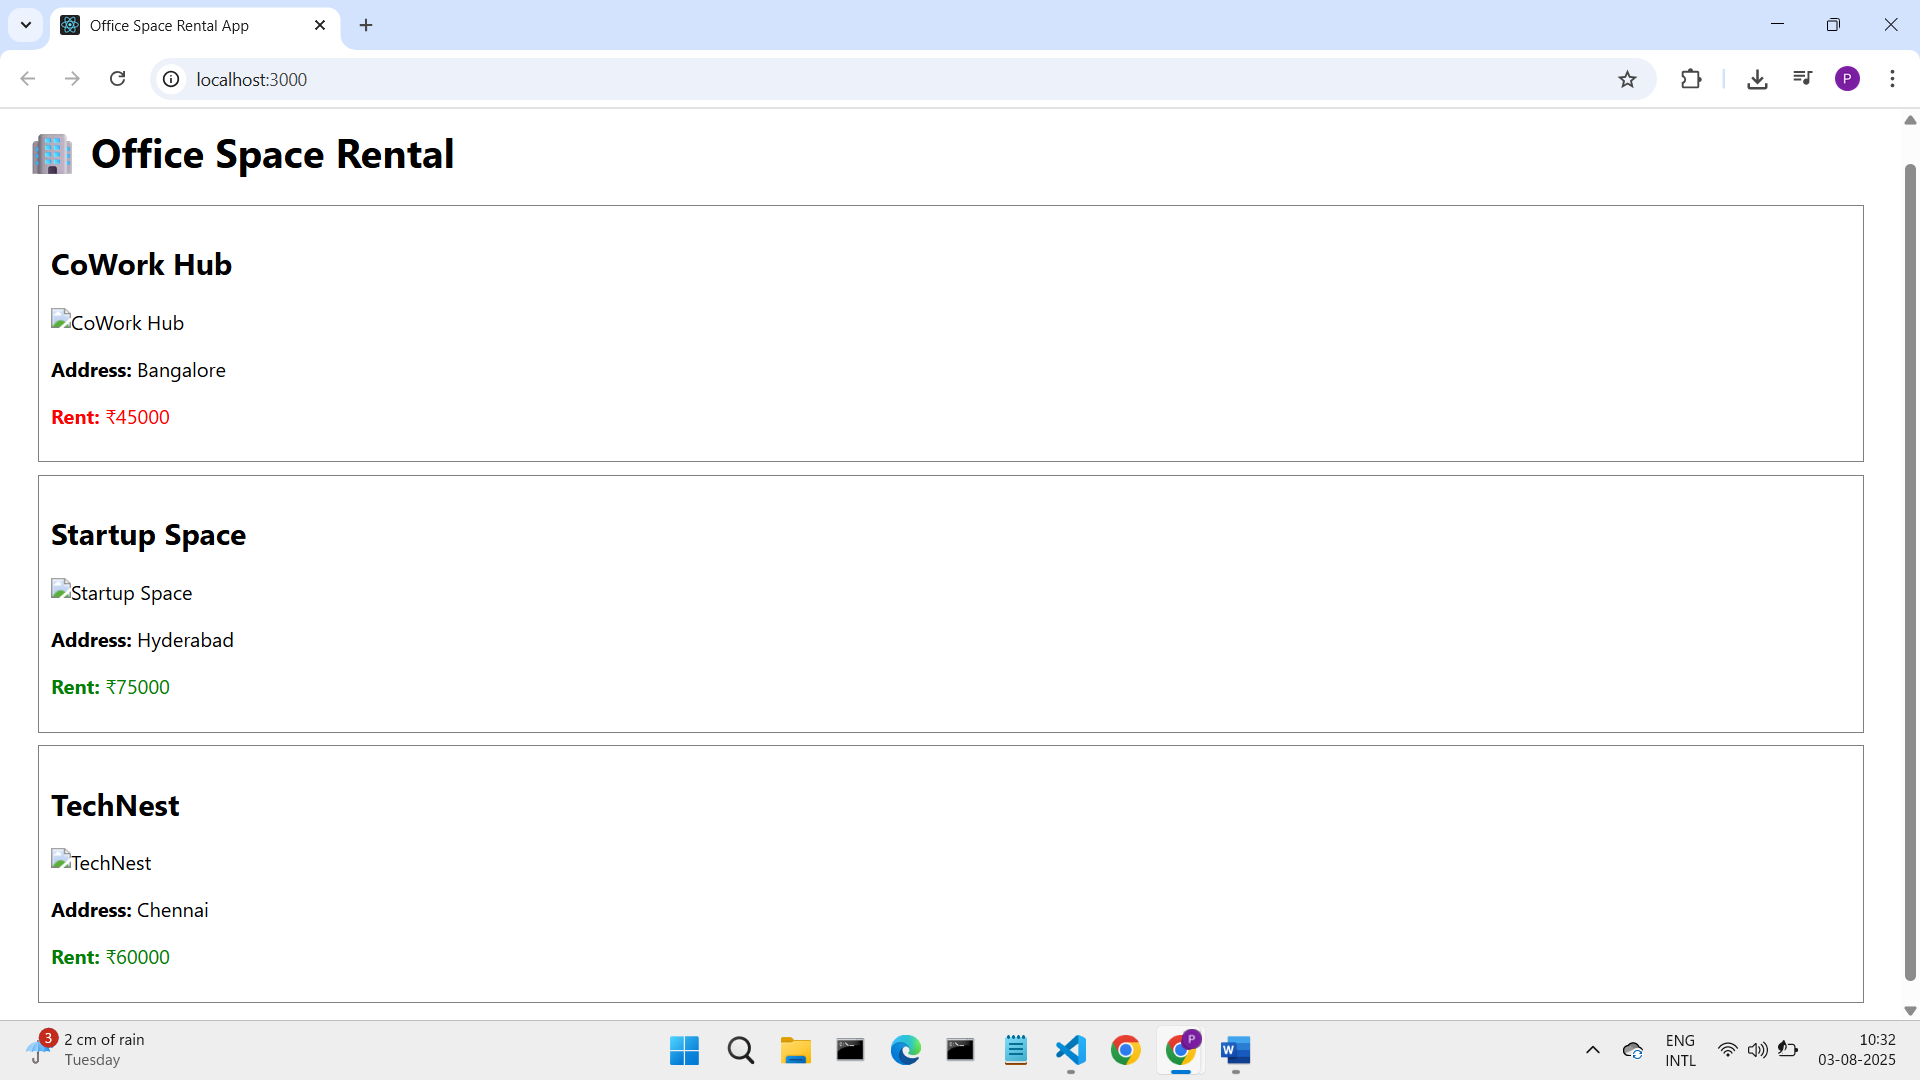 Office Space Rental App
localhost:3000
P
Office Space Rental
CoWork Hub
CoWork Hub
Address: Bangalore
Rent: ₹45000
Startup Space
Startup Space
Address: Hyderabad
Rent: ₹75000
TechNest
TechNest
Address: Chennai
Rent: ₹60000
3
2 cm of rain
Tuesday
P
W
ENG
INTL
10:32
03-08-2025